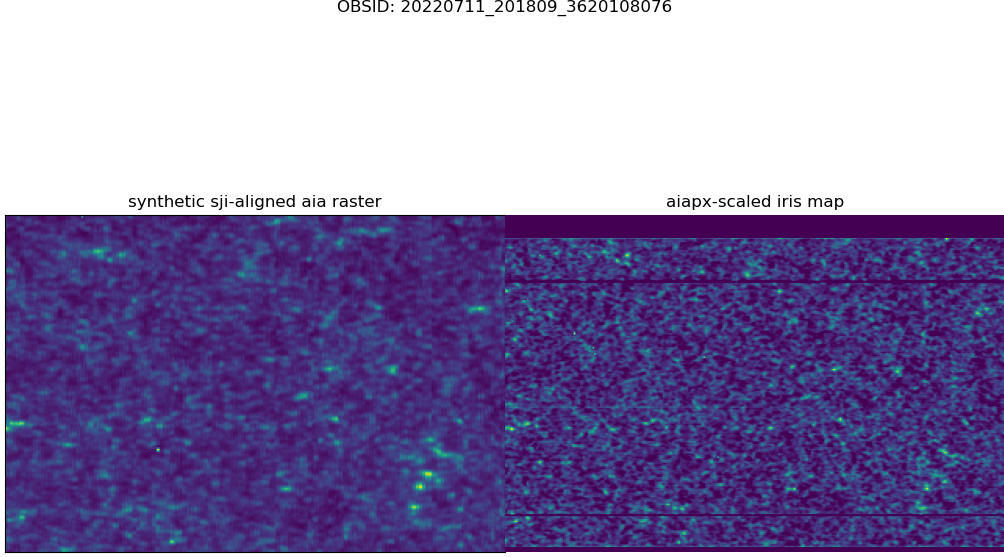 OBSID: 20220711_201809_3620108076
synthetic sji-aligned aia raster
aiapx-scaled iris map